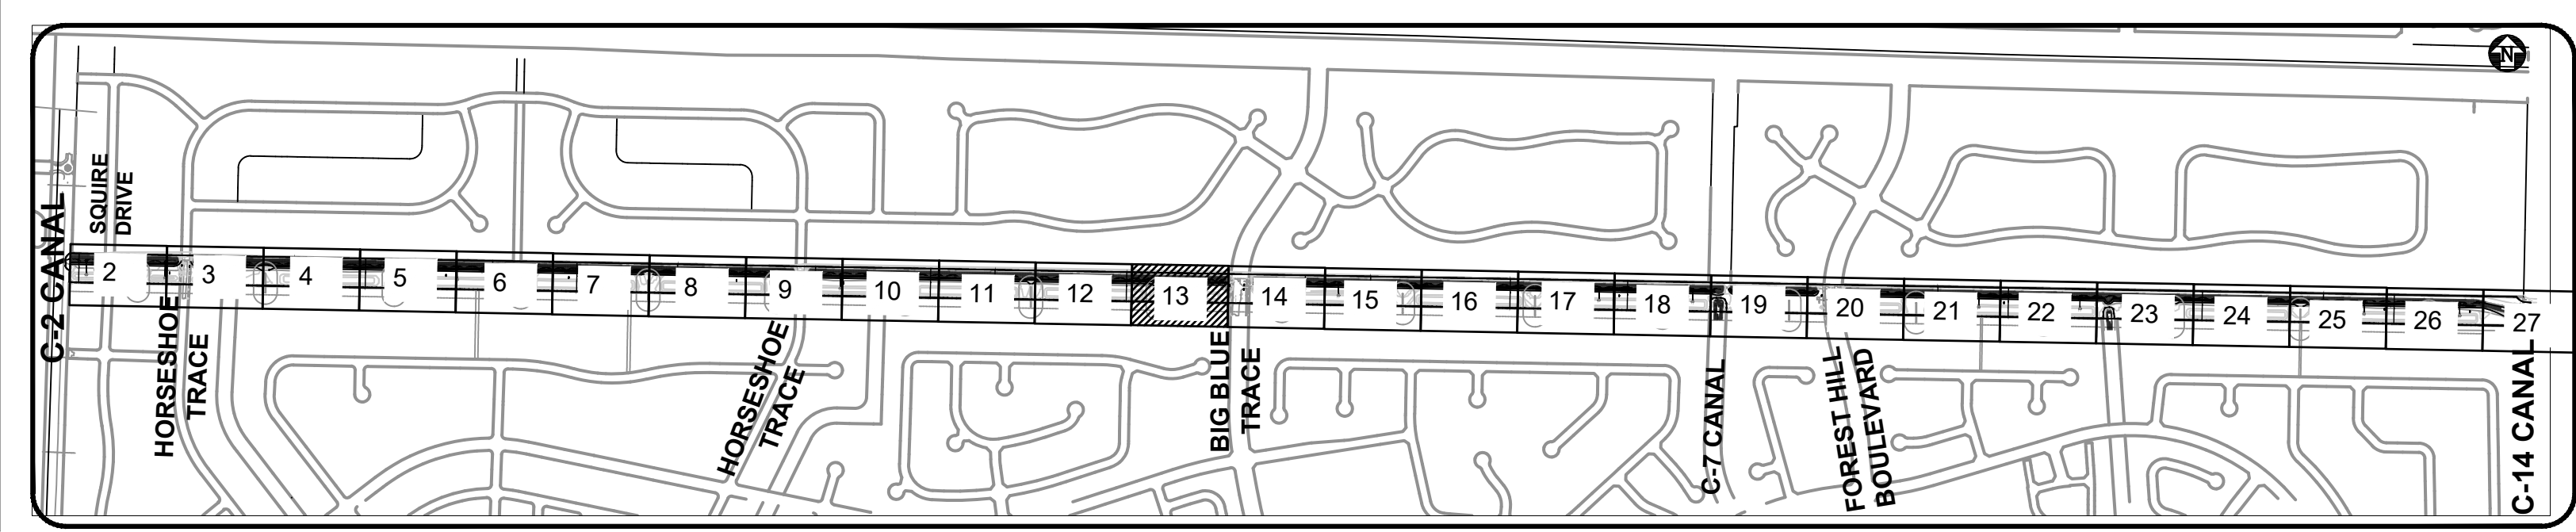 N
SQUIRE
DRIVE
C-2 CANAL
2 3 4 5 6 7 8 9 10 11 12 13 14 15 16 17 18 19 20 21 22 23 24 25 26 27
HORSESHOE
TRACE
HORSESHOE
TRACE
BIG BLUE
TRACE
C-7 CANAL
FOREST HILL
BOULEVARD
C-14 CANAL